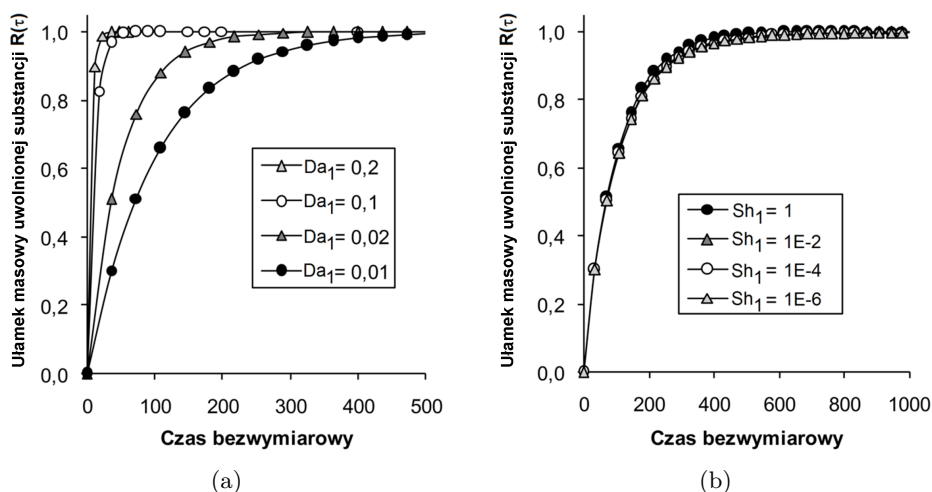 Ułamek masowy uwolnionej substancji R(τ)
1,0
0,8
0,6
0,4
0,2
0,0
Da1= 0,2
Da1= 0,1
Da1= 0,02
Da1= 0,01
0 100 200 300 400 500
Czas bezwymiarowy
(a)
Ułamek masowy uwolnionej substancji R(τ)
1,0
0,8
0,6
0,4
0,2
0,0
Sh1= 1
Sh1= 1E-2
Sh1= 1E-4
Sh1= 1E-6
0 200 400 600 800 1000
Czas bezwymiarowy
(b)